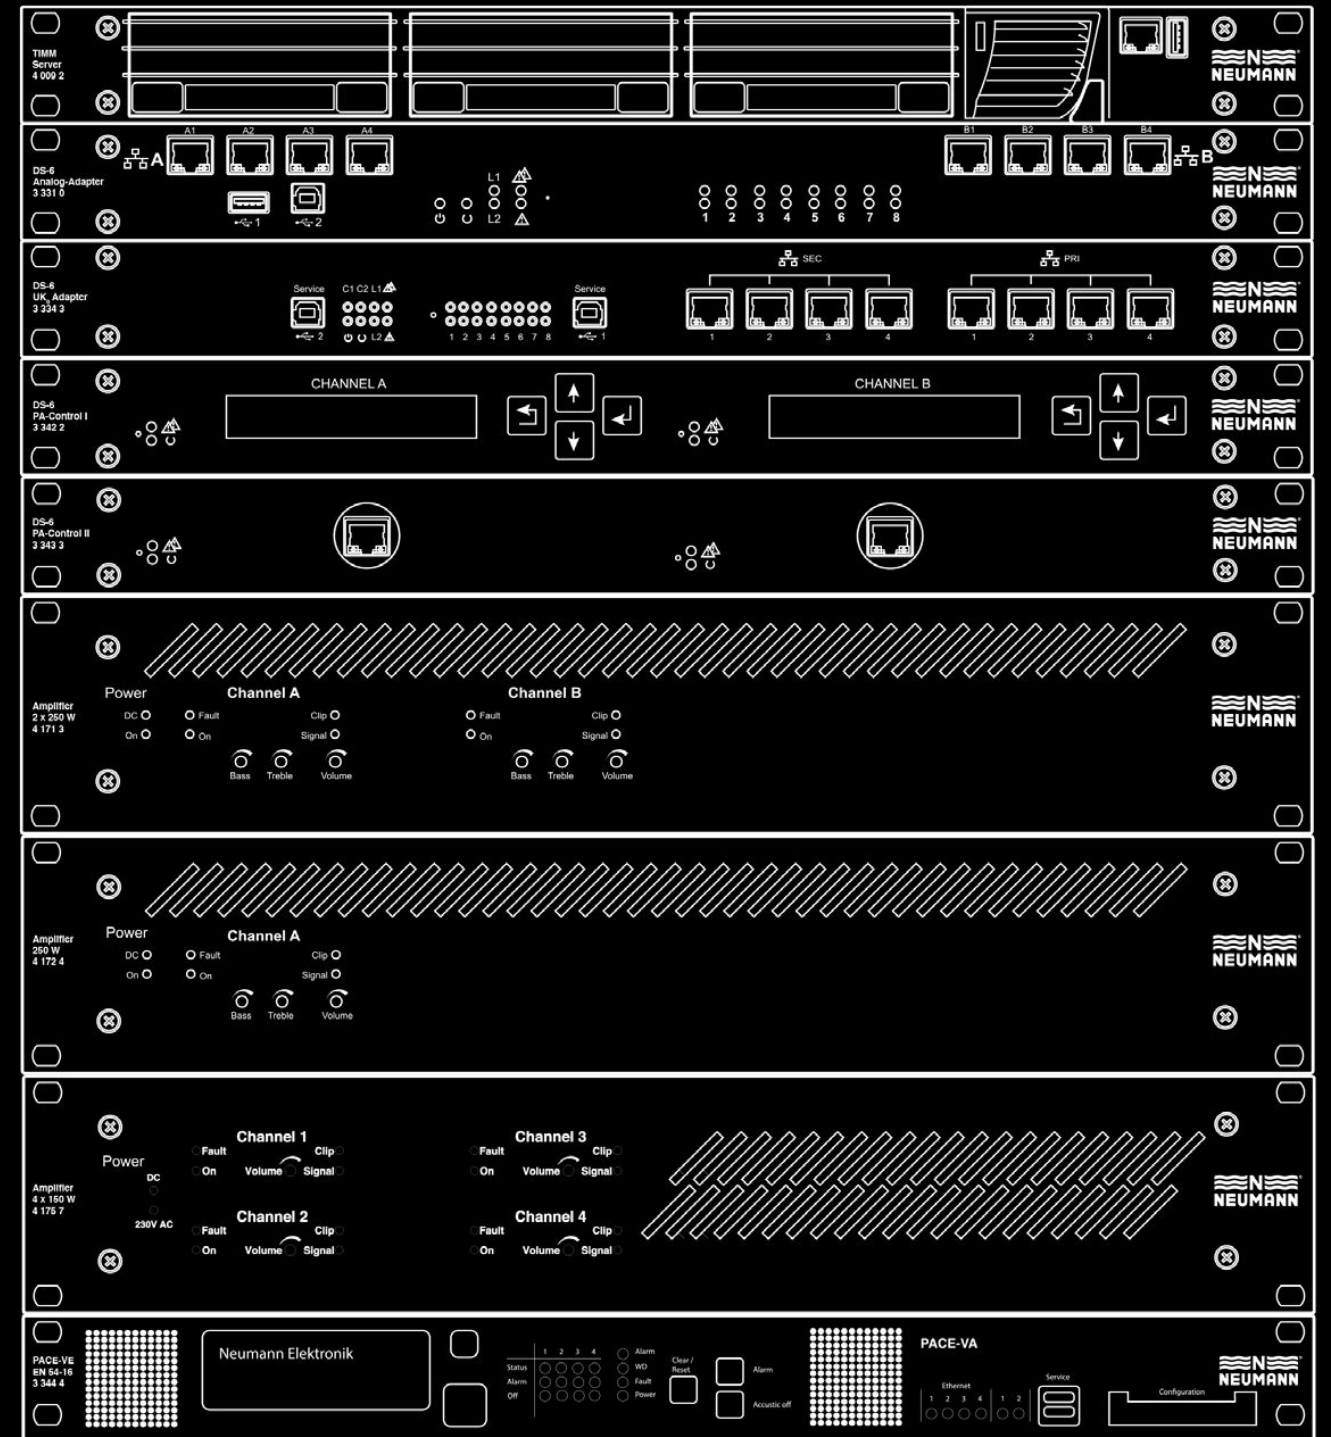 TIMM
Server
4 009 2
NEUMANN
A1 A2 A3 A4
B1 B2 B3 B4
A
B
DS-6
Analog-Adapter
3 331 0
L1
L2
1 2
1 2 3 4 5 6 7 8
NEUMANN
DS-6
UK0 Adapter
3 334 3
Service
C1 C2 L1
L2
2
1 2 3 4 5 6 7 8
Service
1
SEC
1 2 3 4
PRI
1 2 3 4
NEUMANN
DS-6
PA-Control I
3 342 2
CHANNEL A
CHANNEL B
NEUMANN
DS-6
PA-Control II
3 343 3
NEUMANN
Amplifier
2 x 250 W
4 171 3
Power
DC
On
Channel A
Fault Clip
On Signal
Bass Treble Volume
Channel B
Fault Clip
On Signal
Bass Treble Volume
NEUMANN
Amplifier
250 W
4 172 4
Power
DC
On
Channel A
Fault Clip
On Signal
Bass Treble Volume
NEUMANN
Amplifier
4 x 150 W
4 175 7
Power
DC
230V AC
Channel 1
Fault Clip
On Volume Signal
Channel 2
Fault Clip
On Volume Signal
Channel 3
Fault Clip
On Volume Signal
Channel 4
Fault Clip
On Volume Signal
NEUMANN
PACE-VE
EN 54-16
3 344 4
Neumann Elektronik
1 2 3 4
Status
Alarm
Off
Alarm
WD
Fault
Power
Clear /
Reset
Alarm
Accustic off
PACE-VA
Ethernet
1 2 3 4 1 2
Service
Configuration
NEUMANN